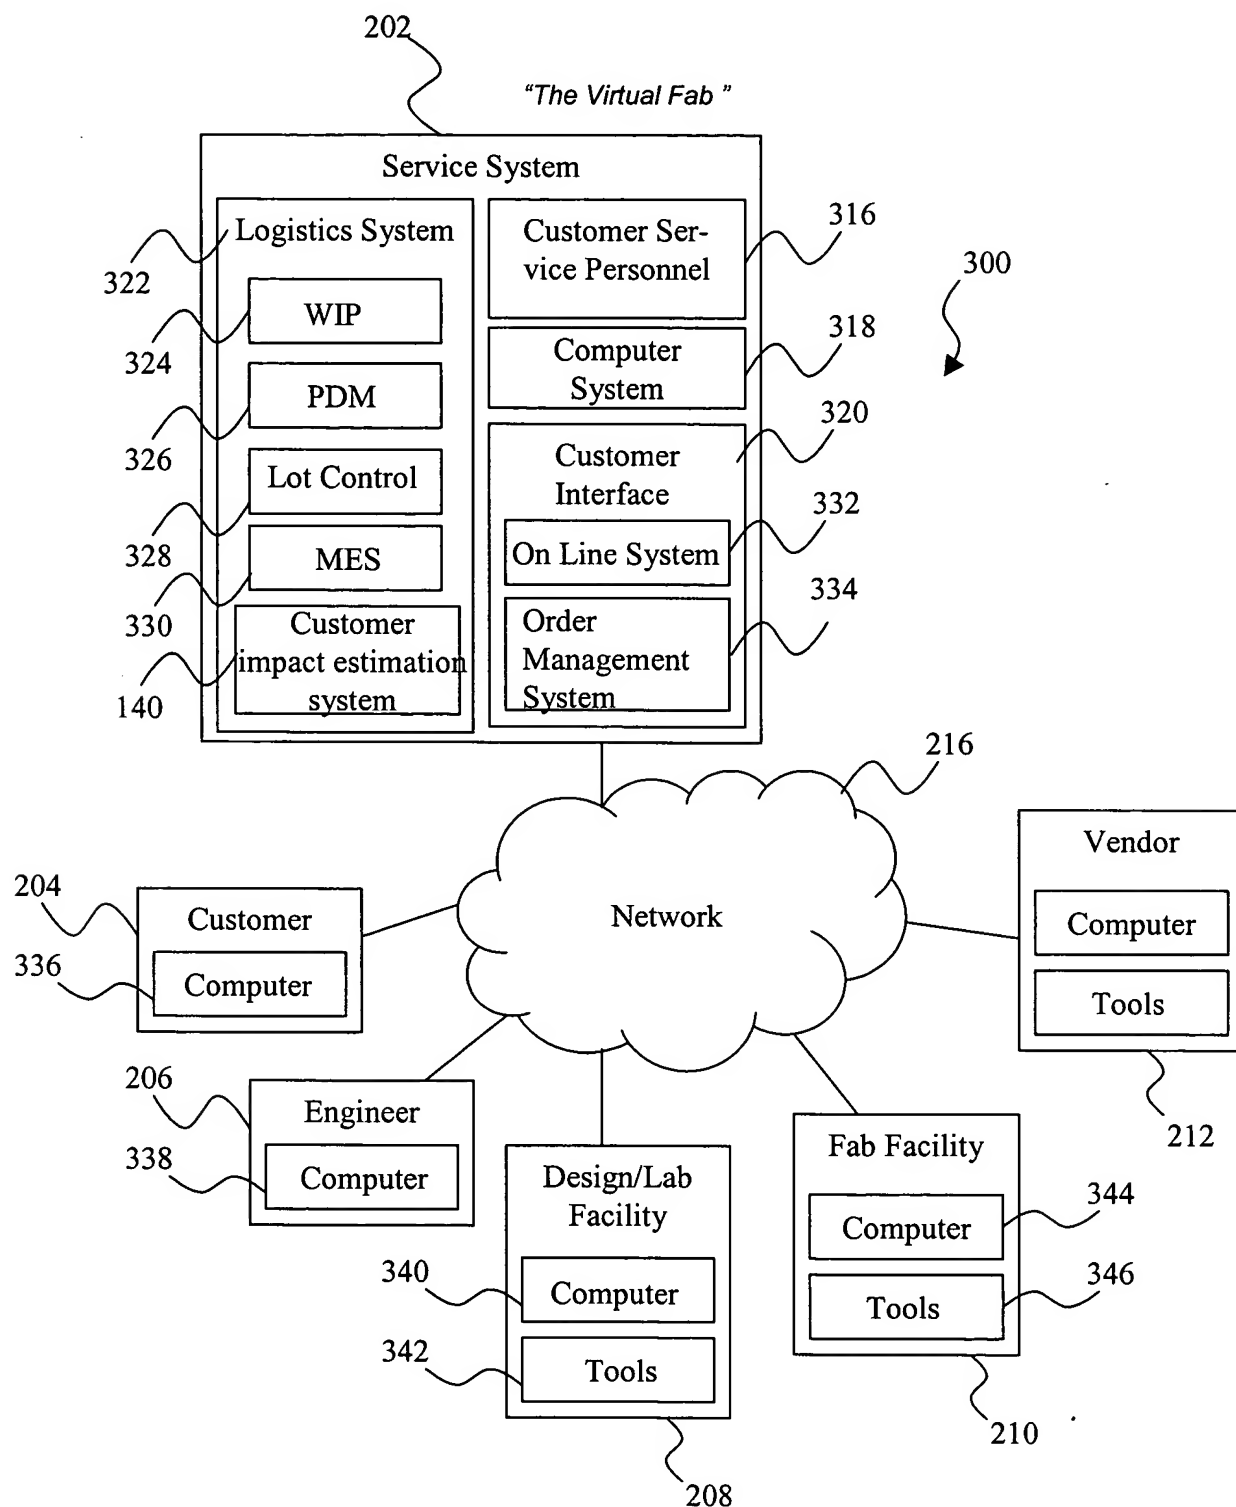 202
“The Virtual Fab ”
Service System
Logistics System
322
WIP
324
PDM
326
Lot Control
328
MES
330
Customer
impact estimation
system
140
Customer Ser-
vice Personnel
316
Computer
System
318
Customer
Interface
320
On Line System
332
Order
Management
System
334
300
216
Network
204
Customer
336
Computer
206
Engineer
338
Computer
Design/Lab
Facility
340
Computer
342
Tools
208
Fab Facility
Computer
344
Tools
346
210
Vendor
Computer
Tools
212